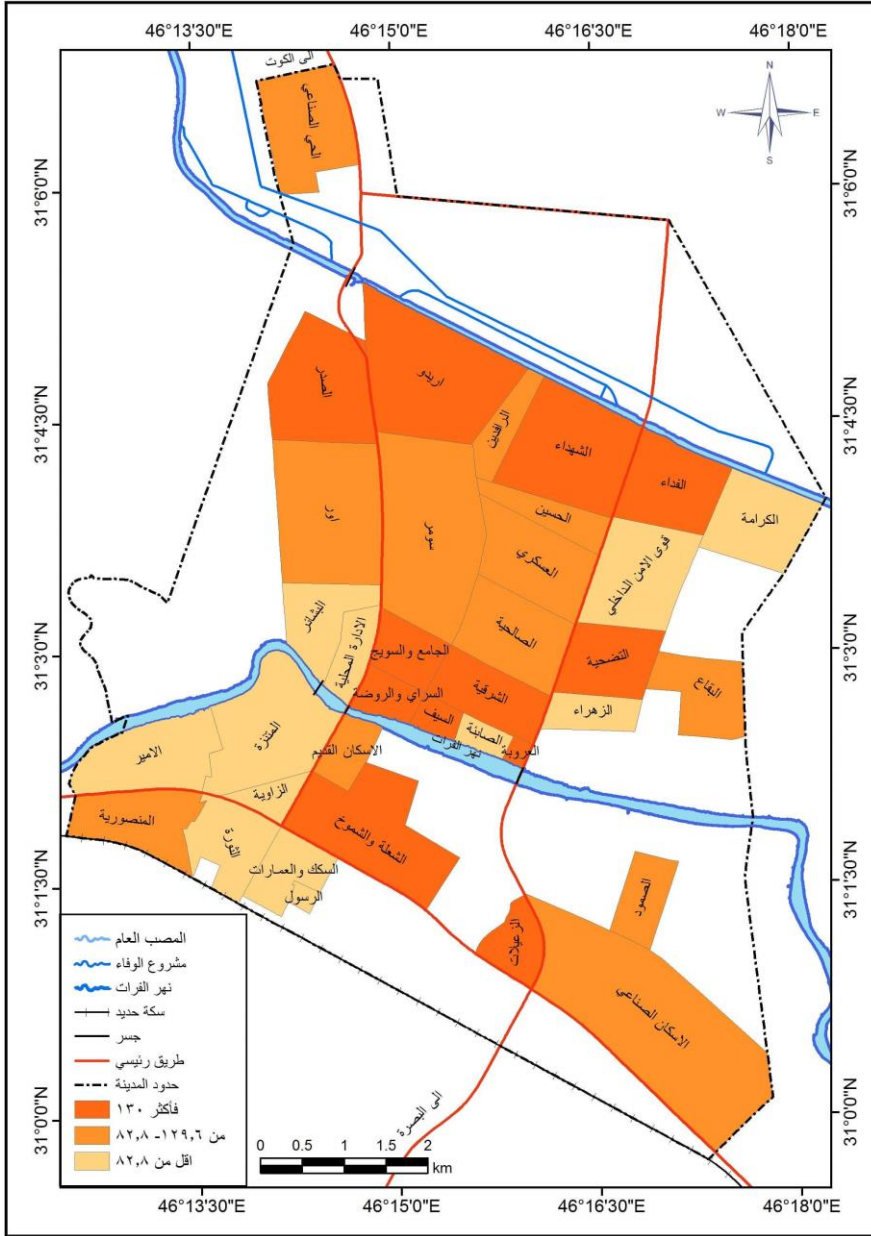 46°13'30"E
46°15'0"E
46°16'30"E
46°18'0"E
31°6'0"N
31°4'30"N
31°3'0"N
31°1'30"N
31°0'0"N
31°6'0"N
31°4'30"N
31°3'0"N
31°1'30"N
31°0'0"N
N
W
E
S
الى الكوت
الحي الصناعي
الصدر
اريدو
الرافدين
الشهداء
الفداء
الكرامة
اور
سومر
الحسين
العسكري
قوى الامن الداخلي
الصالحية
البشائر
الادارة المحلية
الجامع والسويج
التضحية
البقاع
السراي والروضة
الشرقية
الزهراء
السيف
الصابئة
العروبة
نهر الفرات
المتنزة
الامير
الاسكان القديم
الزاوية
المنصورية
الثورة
الشعلة والشموخ
السكك والعمارات
الرسول
الصمود
الزعيلات
الاسكان الصناعي
الى البصرة
المصب العام
مشروع الوفاء
نهر الفرات
سكة حديد
جسر
طريق رئيسي
حدود المدينة
فأكثر ١٣٠
من ١٢٩,٦- ٨٢,٨
اقل من ٨٢,٨
0 0.5 1 1.5 2
km
46°13'30"E
46°15'0"E
46°16'30"E
46°18'0"E